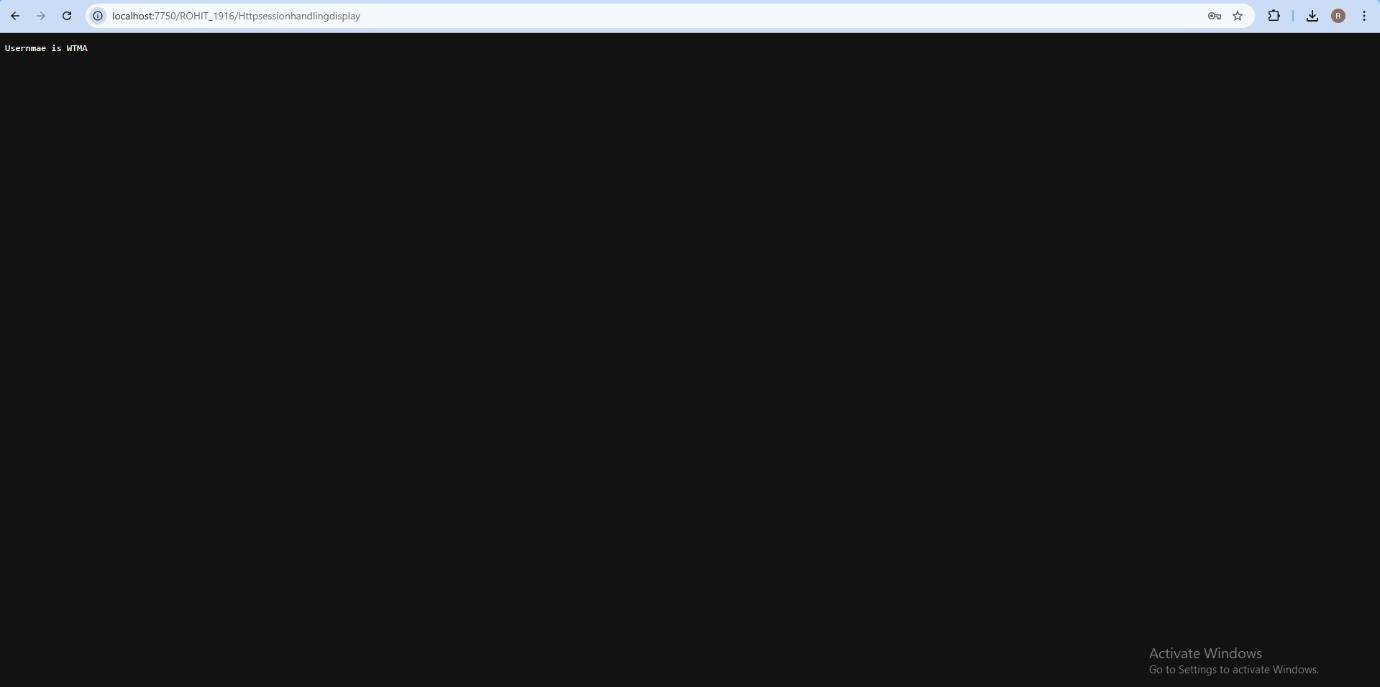 localhost:7750/ROHIT_1916/Httpsessionhandlingdisplay
R
Usernmae is WTMA
Activate Windows
Go to Settings to activate Windows.